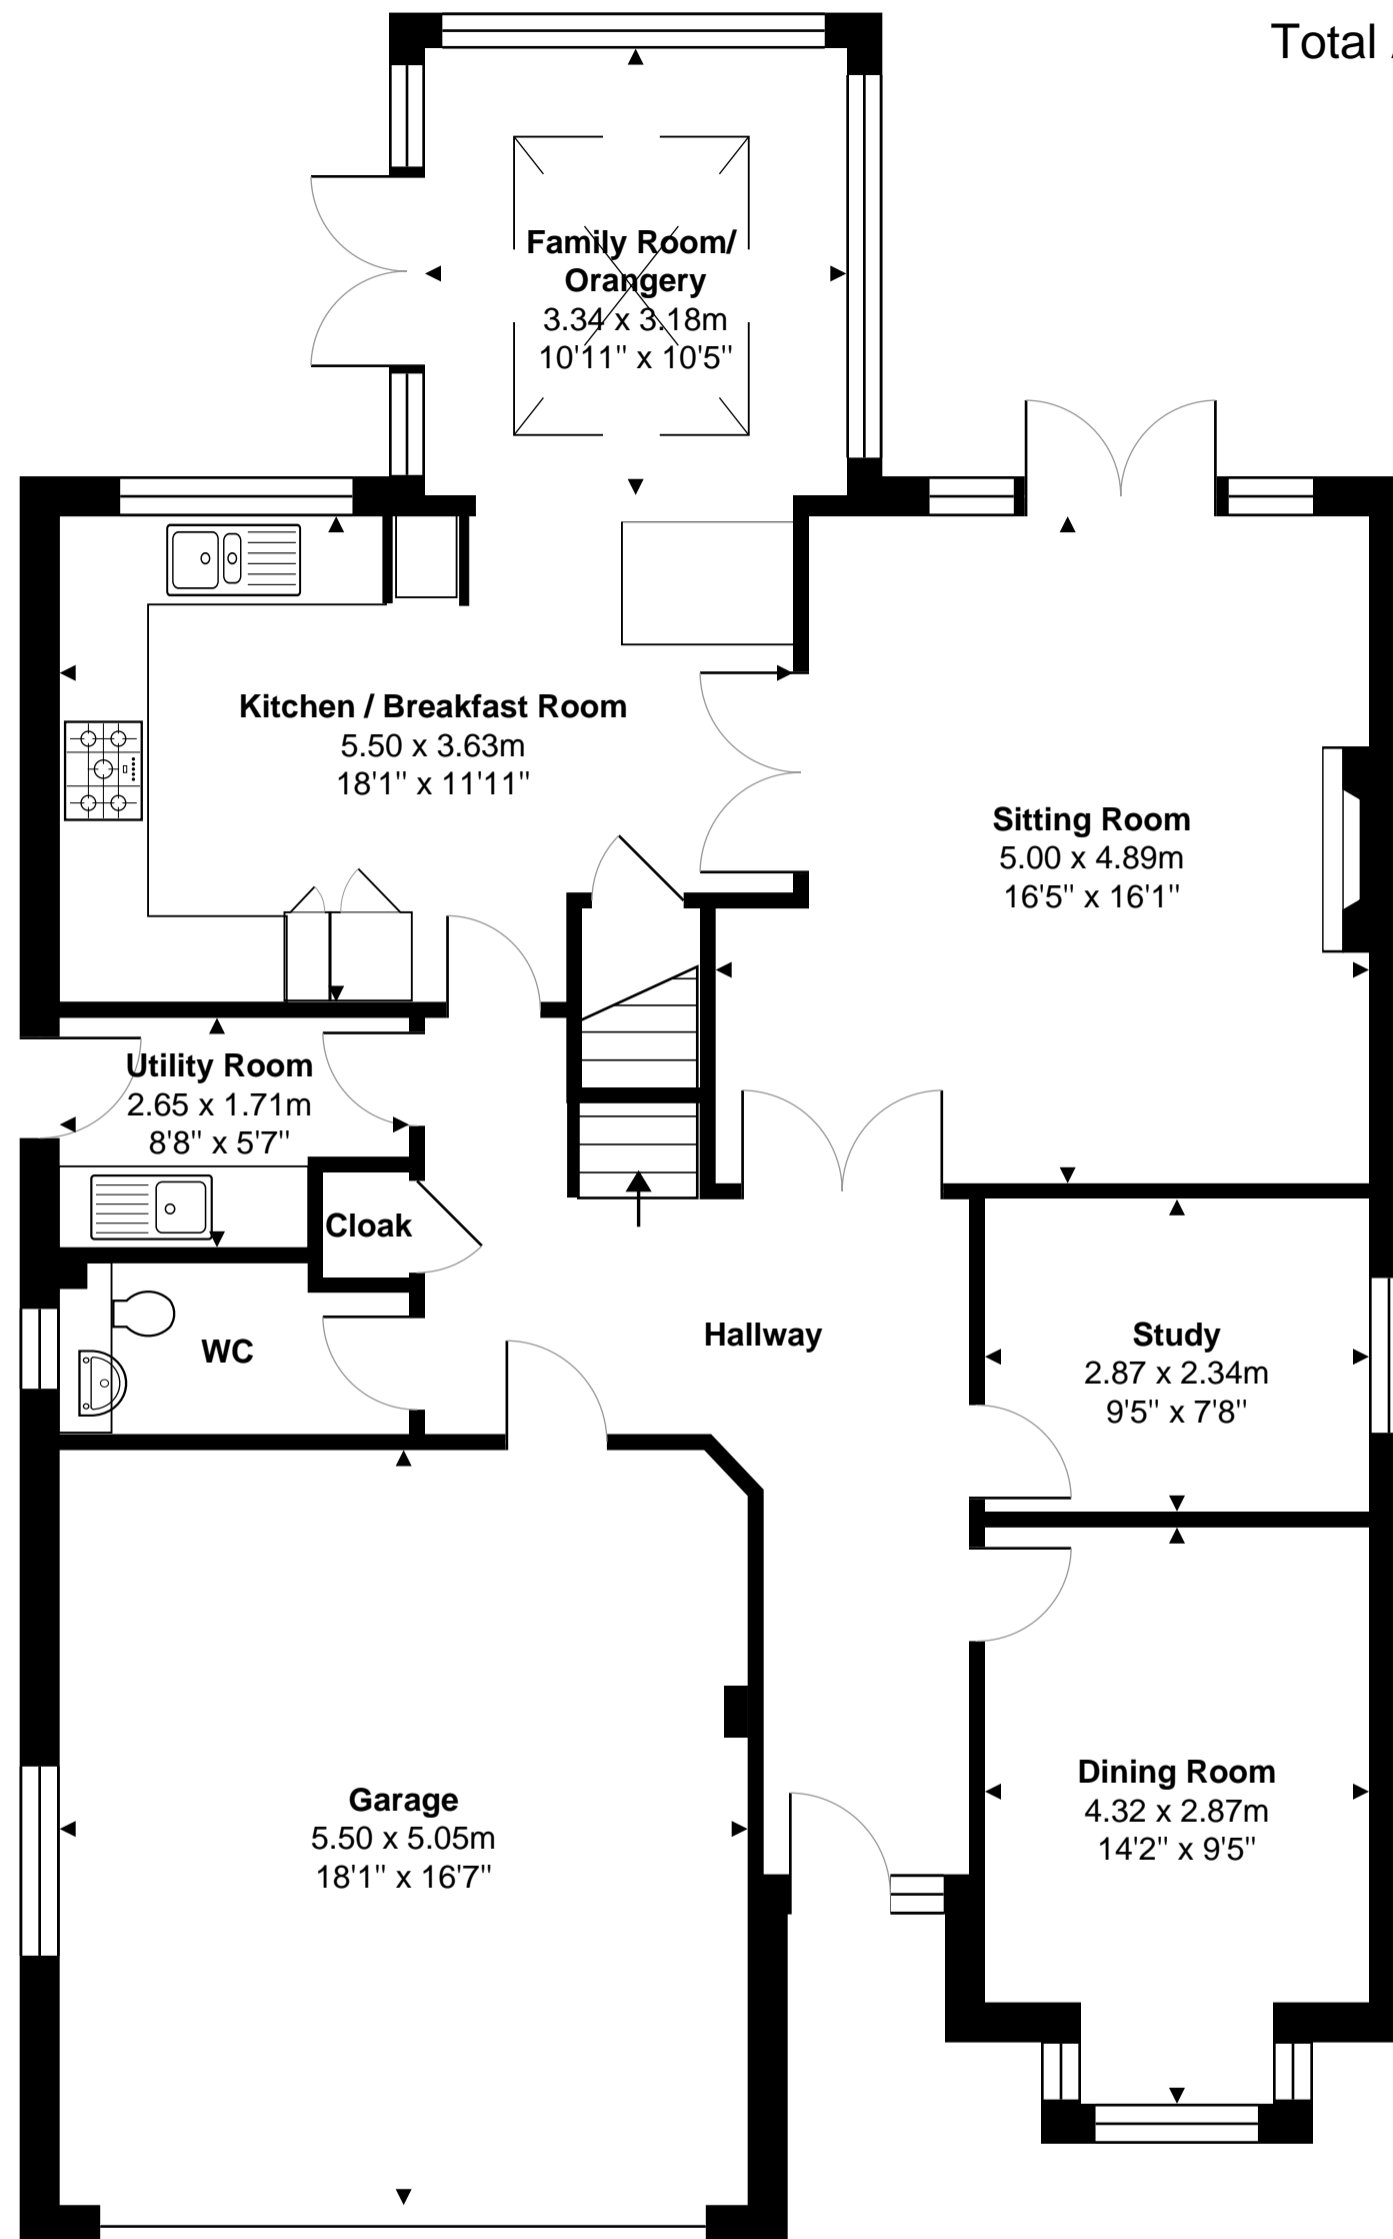 Total
Family Room/
Orangery
3.34 x 3.18m
10'11" x 10'5"
Kitchen / Breakfast Room
5.50 x 3.63m
18'1" x 11'11"
Sitting Room
5.00 x 4.89m
16'5" x 16'1"
Utility Room
2.65 x 1.71m
8'8" x 5'7"
Cloak
WC
Hallway
Study
2.87 x 2.34m
9'5" x 7'8"
Garage
5.50 x 5.05m
18'1" x 16'7"
Dining Room
4.32 x 2.87m
14'2" x 9'5"